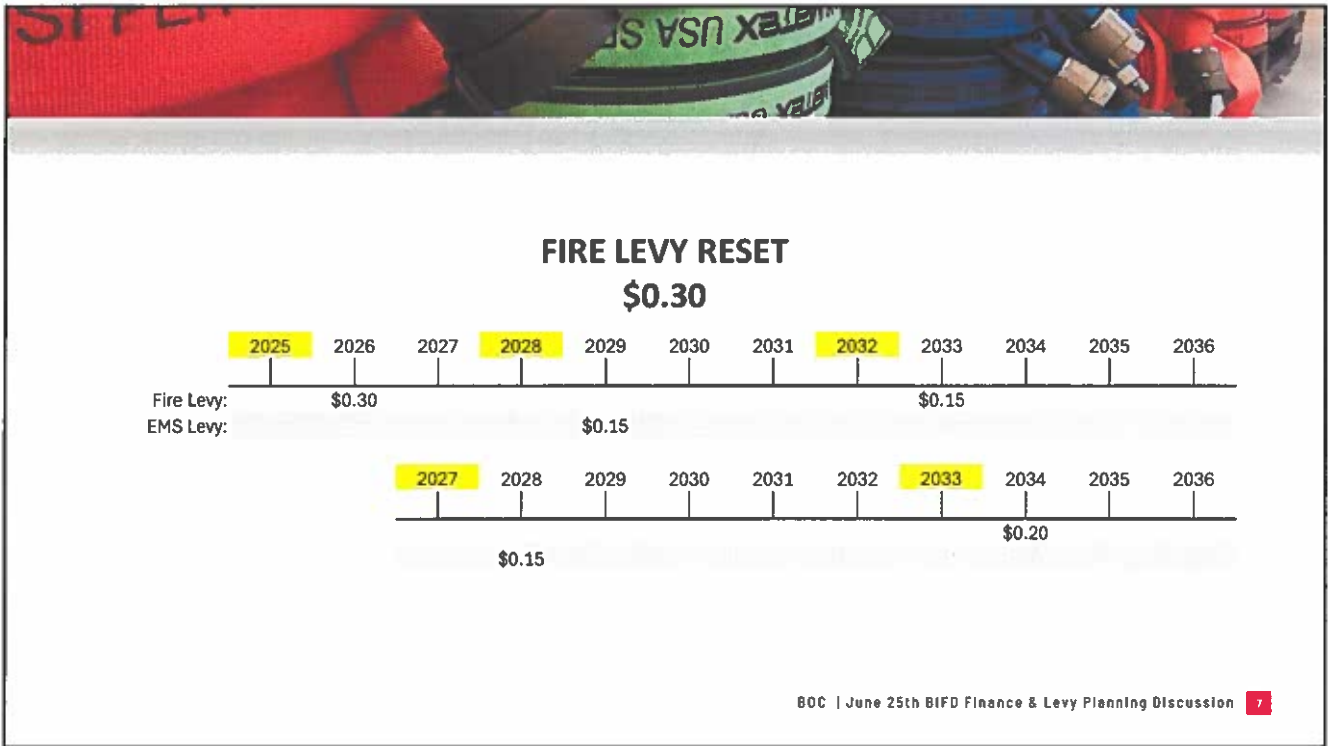 USA
FIRE LEVY RESET
$0.30
2025 2026 2027 2028 2029 2030 2031 2032 2033 2034 2035 2036
Fire Levy: $0.30 $0.15
EMS Levy: $0.15
2027 2028 2029 2030 2031 2032 2033 2034 2035 2036
$0.20
$0.15
BOC | June 25th BIFD Finance & Levy Planning Discussion 7